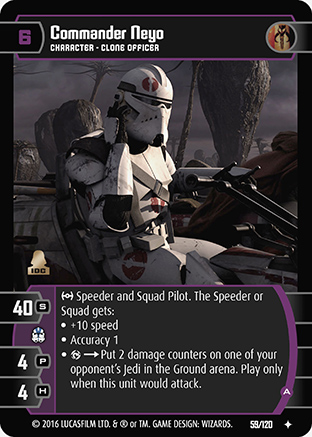 6
Commander Neyo
CHARACTER - CLONE OFFICER
IDC
40 S
4 P
4 H
Speeder and Squad Pilot. The Speeder or
Squad gets:
• +10 speed
• Accuracy 1
• → Put 2 damage counters on one of your
opponent's Jedi in the Ground arena. Play only
when this unit would attack.
A
© 2016 LUCASFILM LTD. & ® OR TM. GAME DESIGN: WIZARDS.
59/120